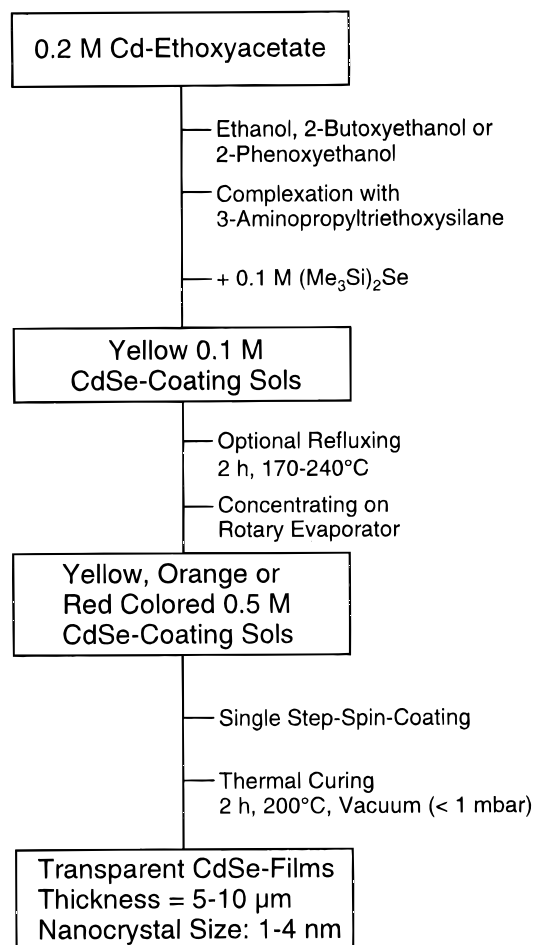 0.2 M Cd-Ethoxyacetate
Ethanol, 2-Butoxyethanol or
2-Phenoxyethanol
Complexation with
3-Aminopropyltriethoxysilane
+ 0.1 M (Me₃Si)₂Se
Yellow 0.1 M
CdSe-Coating Sols
Optional Refluxing
2 h, 170-240°C
Concentrating on
Rotary Evaporator
Yellow, Orange or
Red Colored 0.5 M
CdSe-Coating Sols
Single Step-Spin-Coating
Thermal Curing
2 h, 200°C, Vacuum (< 1 mbar)
Transparent CdSe-Films
Thickness = 5-10 µm
Nanocrystal Size: 1-4 nm